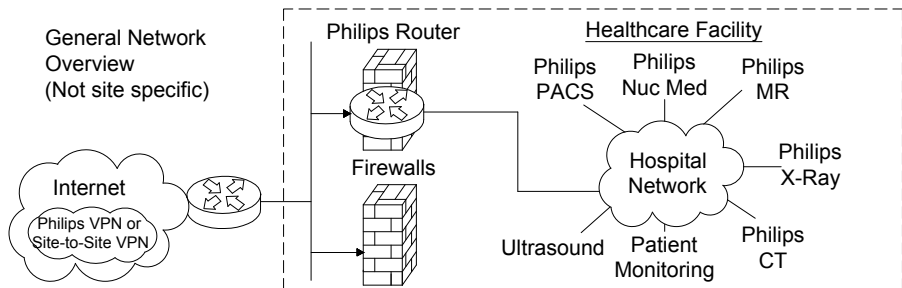 General Network
Overview
(Not site specific)
Philips Router
Healthcare Facility
Philips
PACS
Philips
Nuc Med
Philips
MR
Firewalls
Internet
Philips VPN or
Site-to-Site VPN
Hospital
Network
Philips
X-Ray
Ultrasound
Patient
Monitoring
Philips
CT